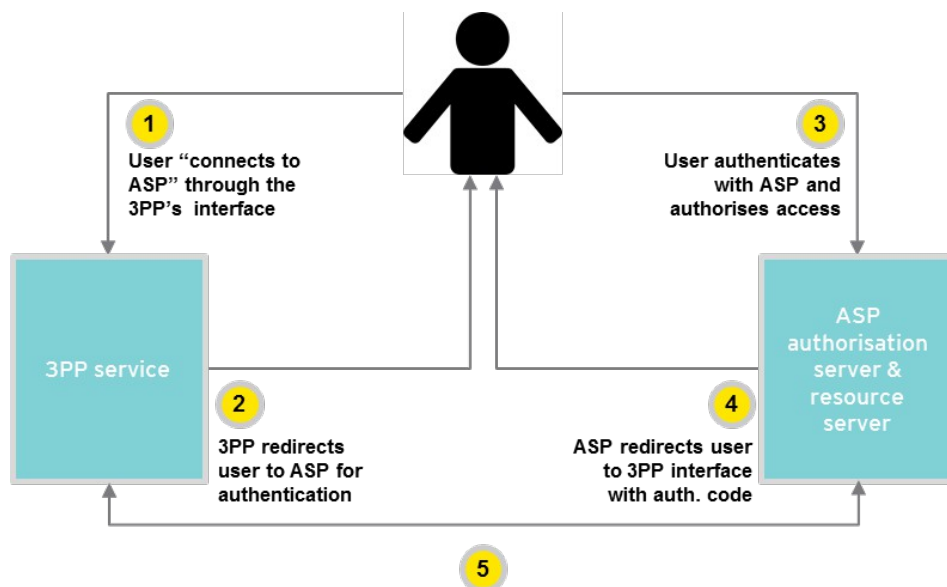 1
User “connects to
ASP” through the
3PP’s interface
3
User authenticates
with ASP and
authorises access
3PP service
ASP
authorisation
server &
resource
server
2
3PP redirects
user to ASP for
authentication
4
ASP redirects user
to 3PP interface
with auth. code
5